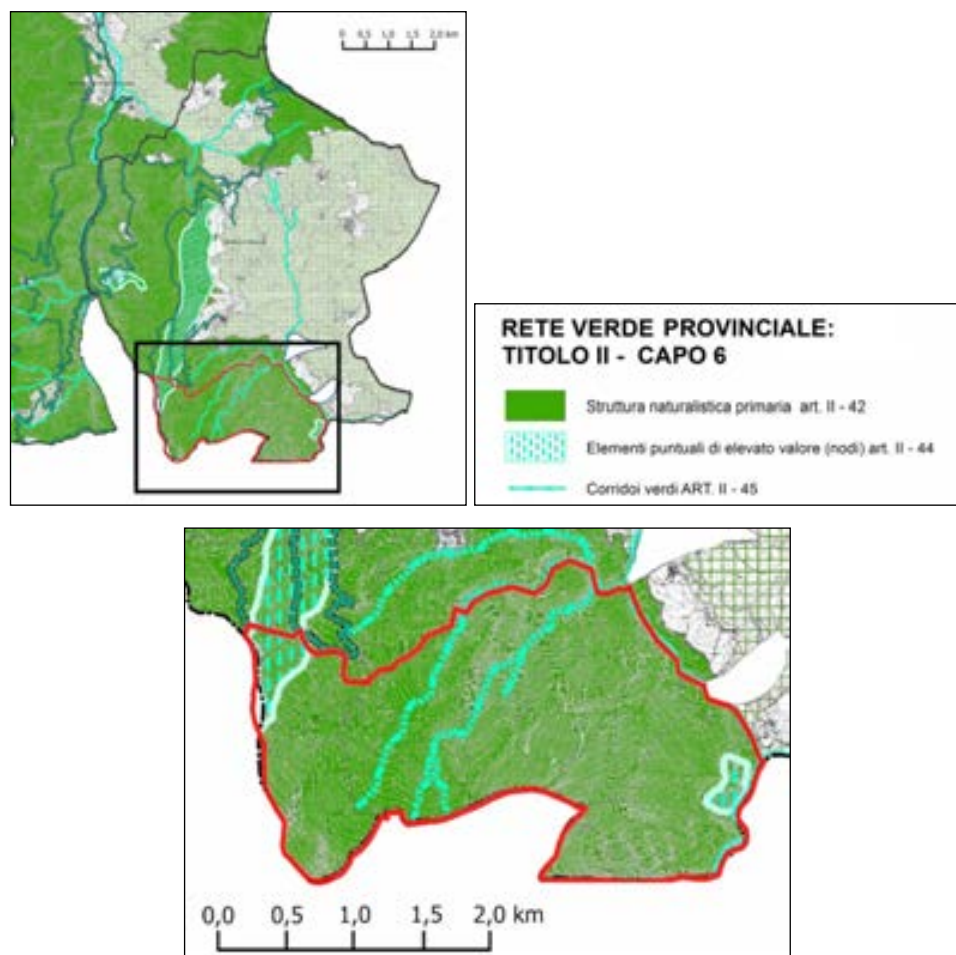 0 0,5 1,0 1,5 2,0 km
RETE VERDE PROVINCIALE:
TITOLO II - CAPO 6
Struttura naturalistica primaria art. II - 42
Elementi puntuali di elevato valore (nodi) art. II - 44
Corridoi verdi ART. II - 45
0,0 0,5 1,0 1,5 2,0 km